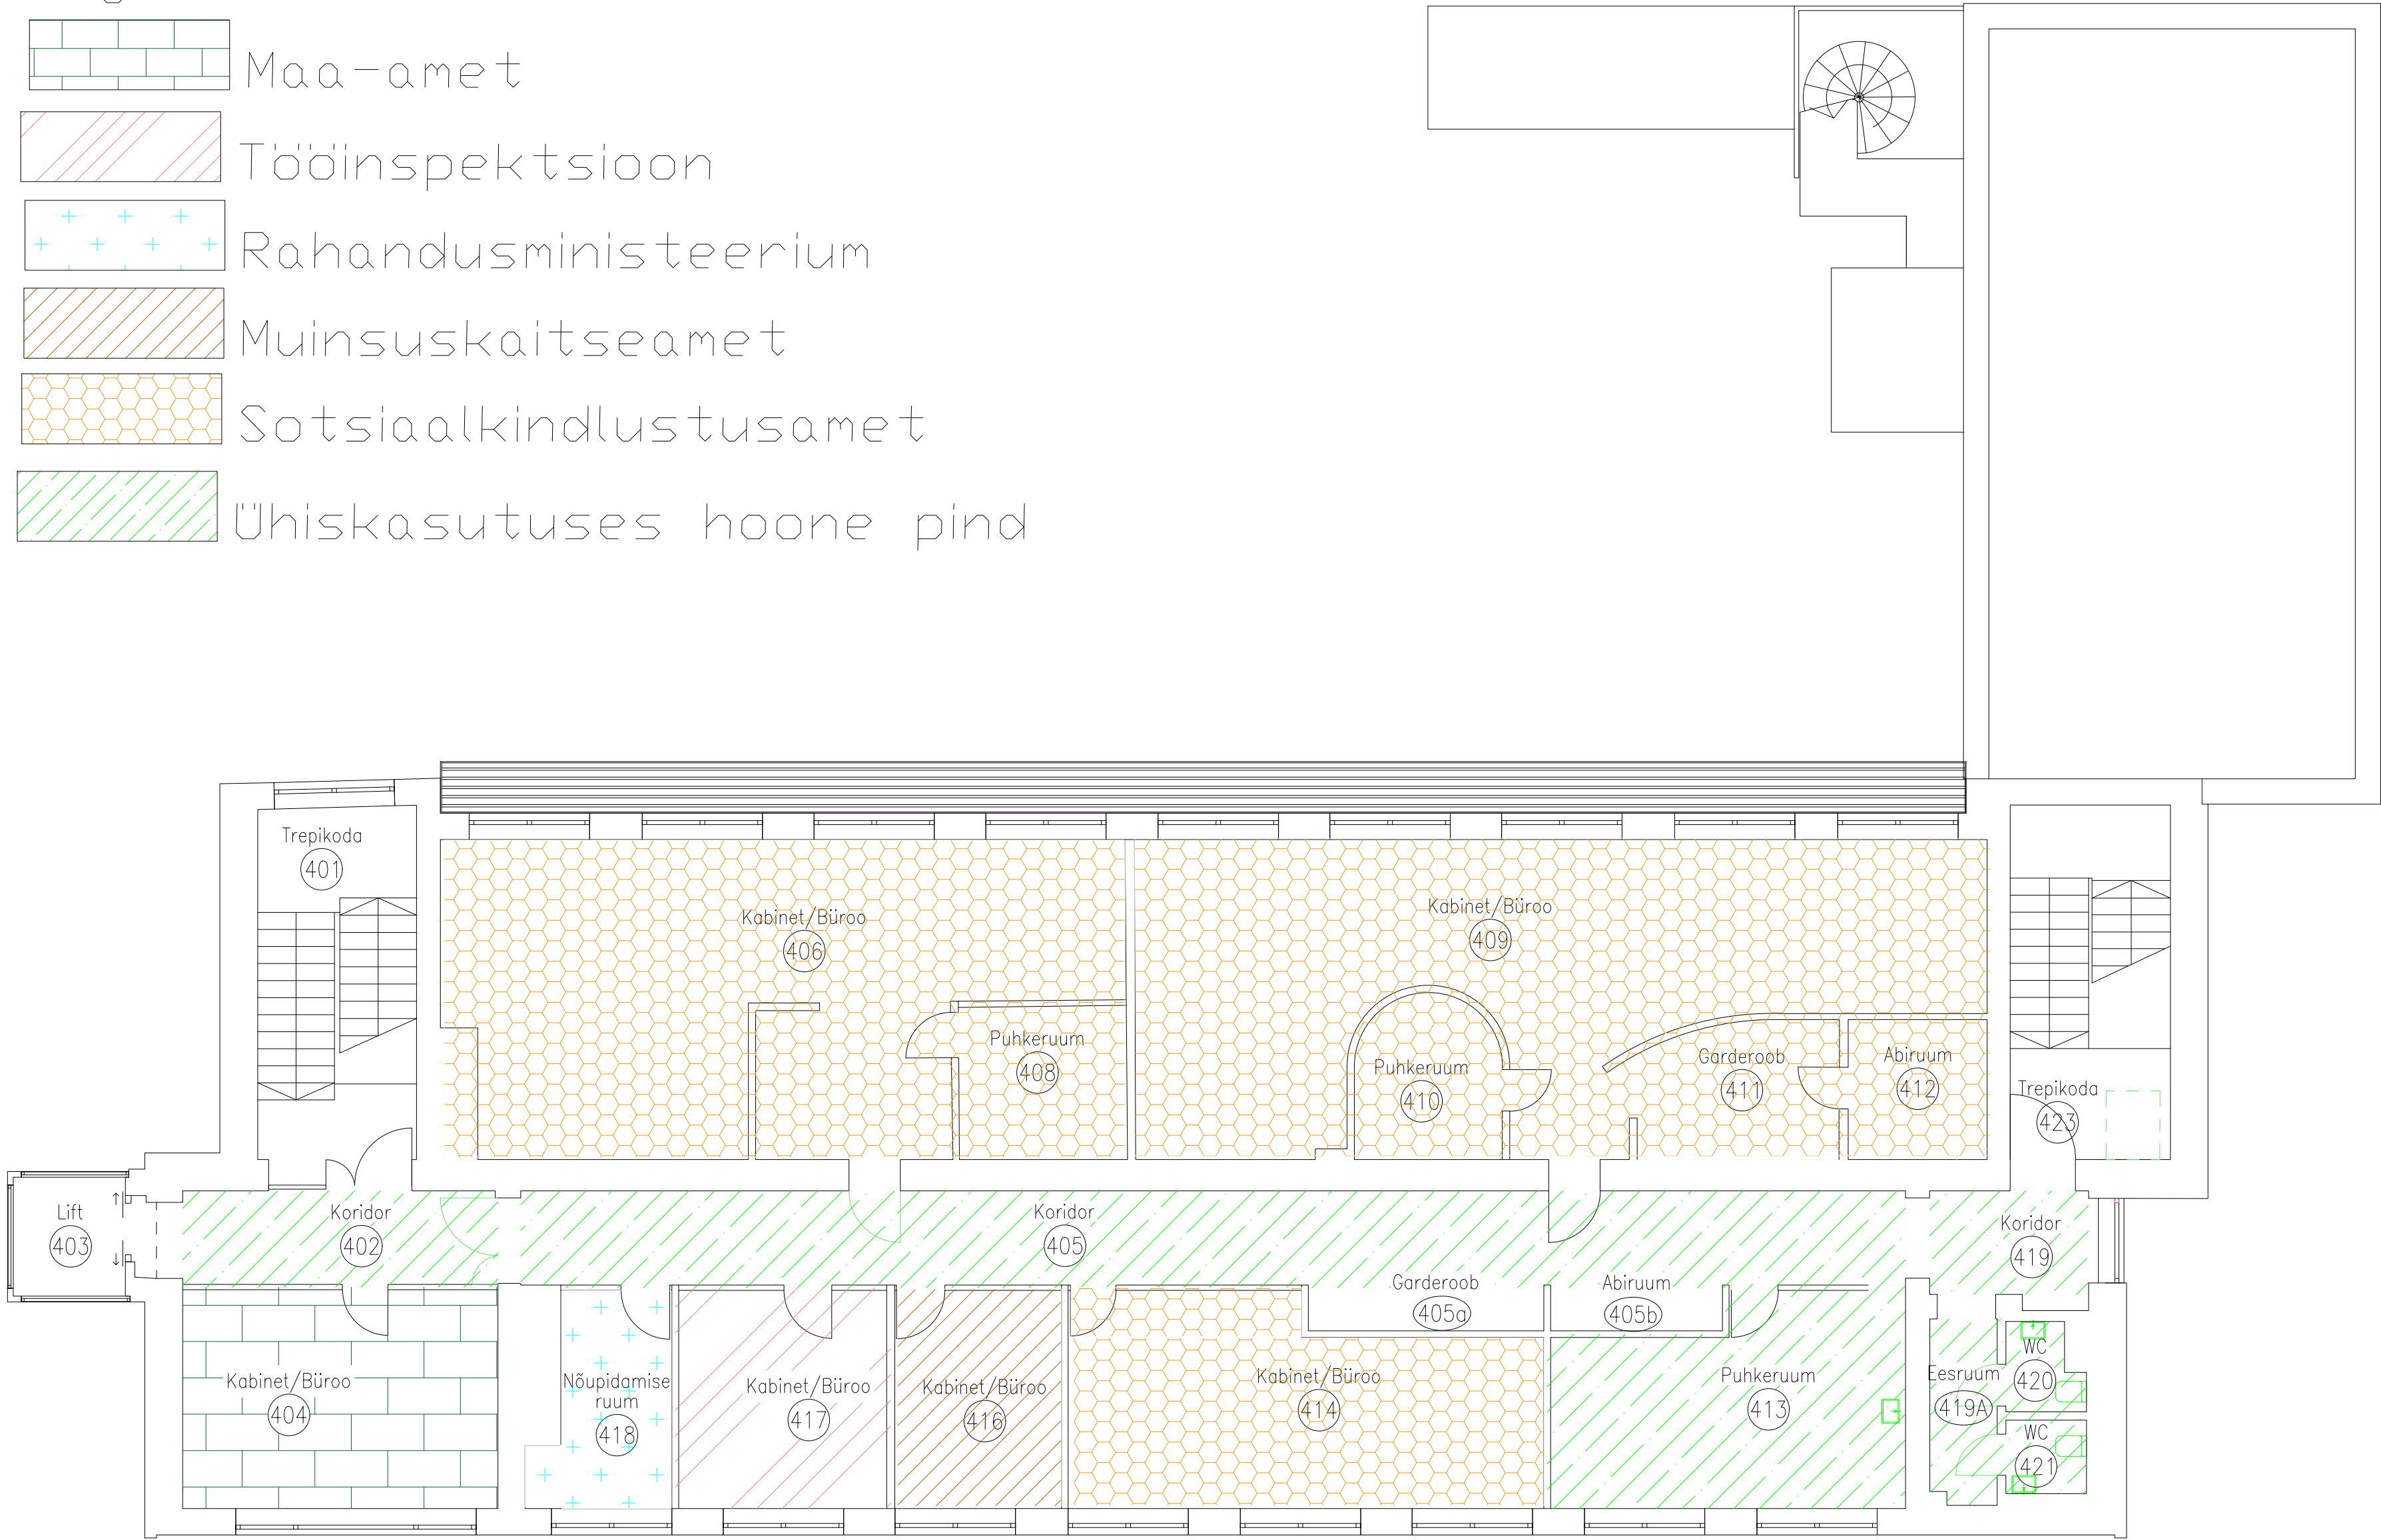 Maa-amet
Tööinspektsioon
Rahandusministeerium
Muinsuskaitseamet
Sotsiaalkindlustusamet
Ühiskasutuses hoone pind
Trepikoda
401
Kabinet/Büroo
406
Kabinet/Büroo
409
Puhkeruum
408
Puhkeruum
410
Garderoob
411
Abiruum
412
Trepikoda
423
Lift
403
Koridor
402
Koridor
405
Koridor
419
Garderoob
405a
Abiruum
405b
Kabinet/Büroo
404
Nõupidamise
ruum
418
Kabinet/Büroo
417
Kabinet/Büroo
416
Kabinet/Büroo
414
Puhkeruum
413
Eesruum
419A
WC
420
WC
421